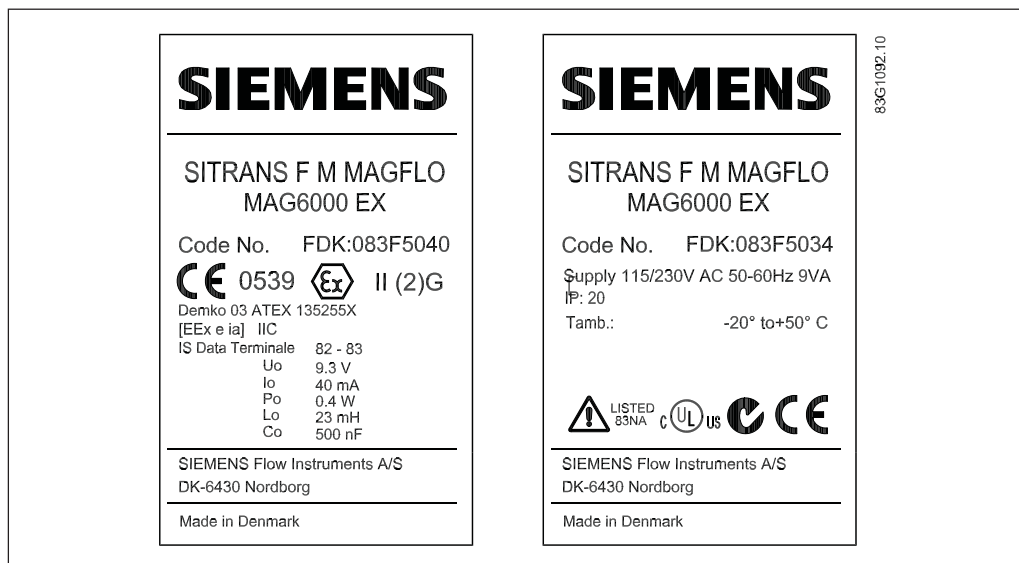 SIEMENS
SITRANS F M MAGFLO
MAG6000 EX
Code No. FDK:083F5040
CE 0539 Ex II (2)G
Demko 03 ATEX 135255X
[EEx e ia] IIC
IS Data Terminale 82 - 83
Uo 9.3 V
Io 40 mA
Po 0.4 W
Lo 23 mH
Co 500 nF
SIEMENS Flow Instruments A/S
DK-6430 Nordborg
Made in Denmark
SIEMENS
SITRANS F M MAGFLO
MAG6000 EX
Code No. FDK:083F5034
Supply 115/230V AC 50-60Hz 9VA
IP: 20
Tamb.: -20° to+50° C
LISTED
83NA
C UL US CE
SIEMENS Flow Instruments A/S
DK-6430 Nordborg
Made in Denmark
83G1092.10